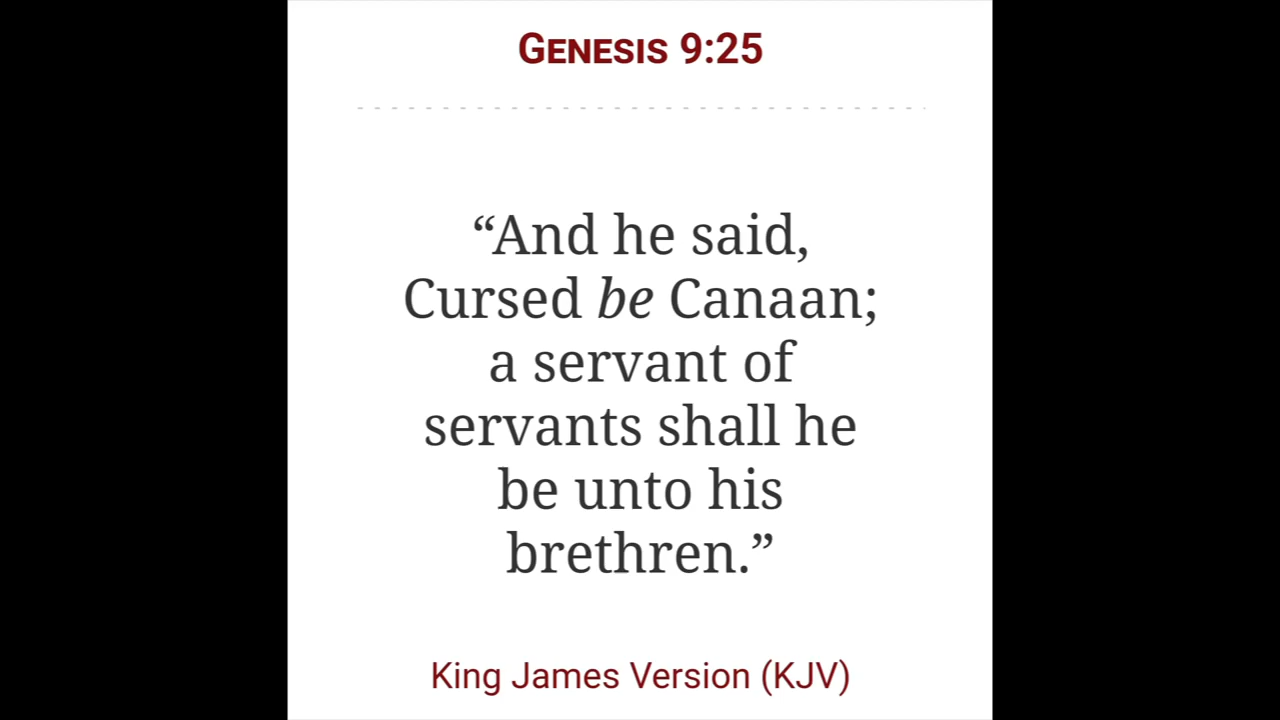 GENESIS 9:25
“And he said,
Cursed be Canaan;
a servant of
servants shall he
be unto his
brethren.”
King James Version (KJV)